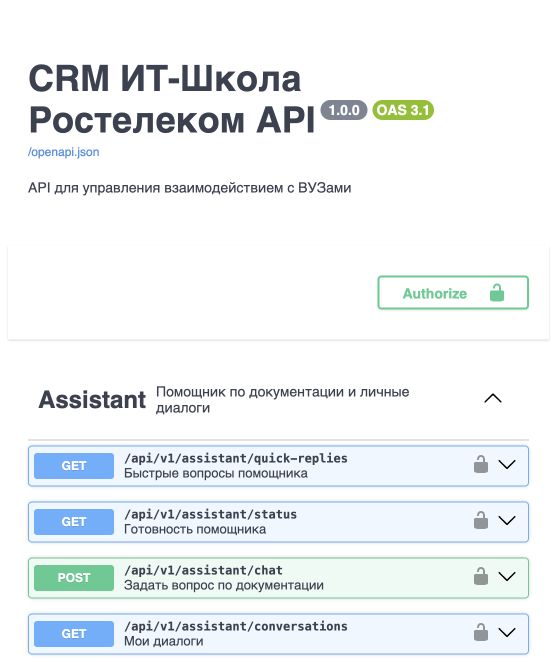 CRM ИТ-Школа
Ростелеком API 1.0.0 OAS 3.1
/openapi.json
API для управления взаимодействием с ВУЗами
Authorize
Assistant Помощник по документации и личные
диалоги
GET /api/v1/assistant/quick-replies
Быстрые вопросы помощника
GET /api/v1/assistant/status
Готовность помощника
POST /api/v1/assistant/chat
Задать вопрос по документации
GET /api/v1/assistant/conversations
Мои диалоги